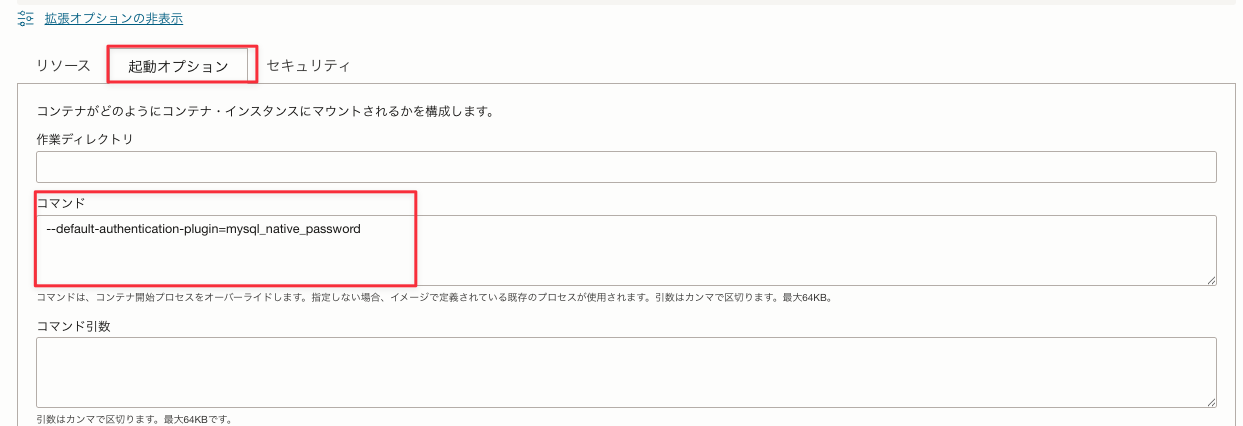 拡張オプションの非表示
リソース 起動オプション セキュリティ
コンテナがどのようにコンテナ・インスタンスにマウントされるかを構成します。
作業ディレクトリ
コマンド
--default-authentication-plugin=mysql_native_password
コマンドは、コンテナ開始プロセスをオーバーライドします。指定しない場合、イメージで定義されている既存のプロセスが使用されます。引数はカンマで区切ります。最大64KB。
コマンド引数
引数はカンマで区切ります。最大64KBです。